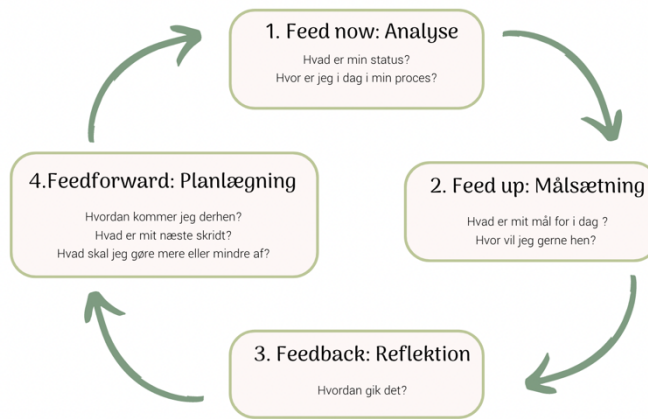 1. Feed now: Analyse
Hvad er min status?
Hvor er jeg i dag i min proces?
2. Feed up: Målsætning
Hvad er mit mål for i dag ?
Hvor vil jeg gerne hen?
3. Feedback: Reflektion
Hvordan gik det?
4.Feedforward: Planlægning
Hvordan kommer jeg derhen?
Hvad er mit næste skridt?
Hvad skal jeg gøre mere eller mindre af?